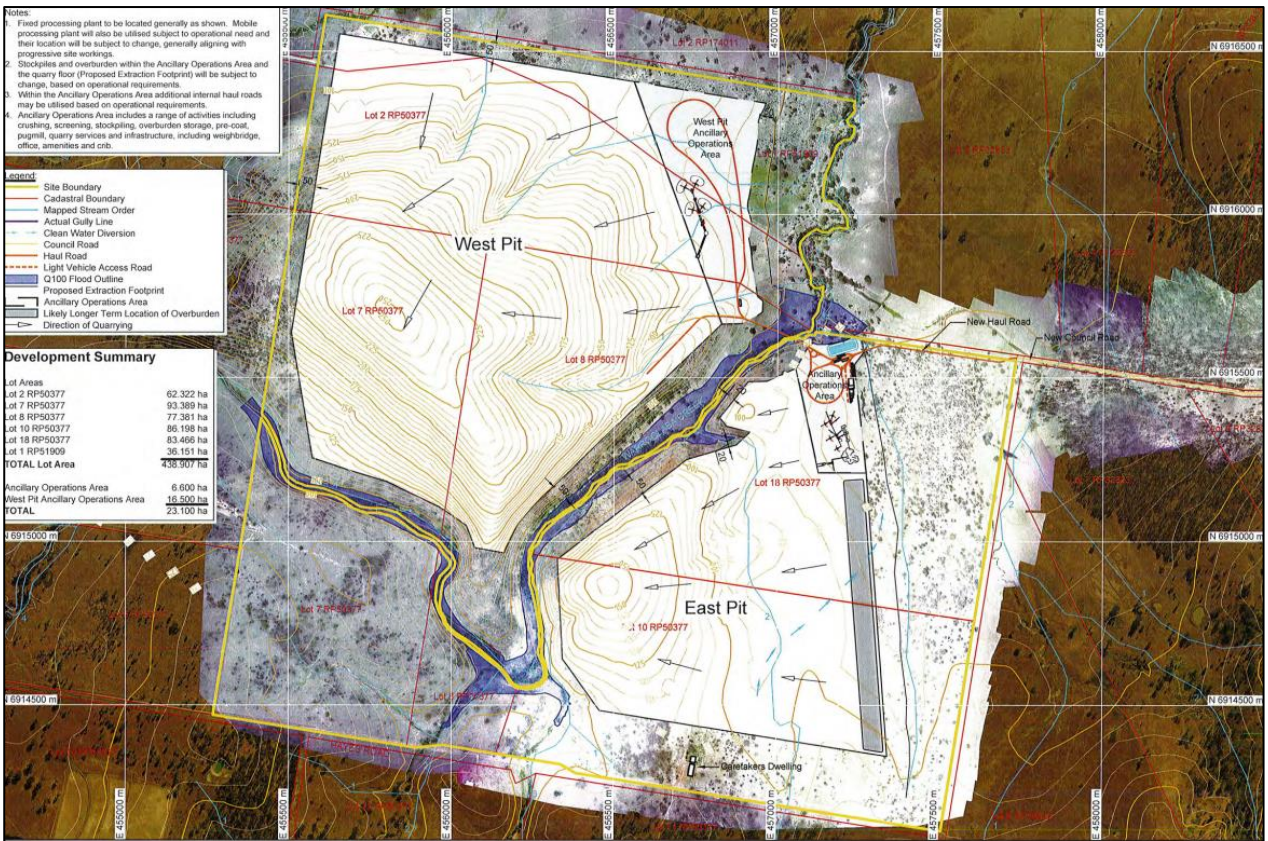 Notes:
1. Fixed processing plant to be located generally as shown. Mobile
processing plant will also be utilised subject to operational need and
their location will be subject to change, generally aligning with
progressive site workings.
2. Stockpiles and overburden within the Ancillary Operations Area and
the quarry floor (Proposed Extraction Footprint) will be subject to
change, based on operational requirements.
3. Within the Ancillary Operations Area additional internal haul roads
may be utilised based on operational requirements.
4. Ancillary Operations Area includes a range of activities including
crushing, screening, stockpiling, overburden storage, pre-coat,
pugmill, quarry services and infrastructure, including weighbridge,
office, amenities and crib.
Legend:
Site Boundary
Cadastral Boundary
Mapped Stream Order
Actual Gully Line
Clean Water Diversion
Council Road
Haul Road
Light Vehicle Access Road
Q100 Flood Outline
Proposed Extraction Footprint
Ancillary Operations Area
Likely Longer Term Location of Overburden
Direction of Quarrying
Development Summary
Lot Areas
Lot 2 RP50377 62.322 ha
Lot 7 RP50377 93.389 ha
Lot 8 RP50377 77.381 ha
Lot 10 RP50377 86.198 ha
Lot 18 RP50377 83.466 ha
Lot 1 RP51909 36.151 ha
TOTAL Lot Area 438.907 ha
Ancillary Operations Area 6.600 ha
West Pit Ancillary Operations Area 16.500 ha
TOTAL 23.100 ha
E 456000 m
E 456500 m
E 457000 m
E 457500 m
E 458000 m
N 6916500 m
Lot 2 RP174011
Lot 2 RP50377
West Pit
Ancillary
Operations
Area
N 6916000 m
West Pit
225
Lot 7 RP50377
Lot 8 RP50377
New Haul Road
New Council Road
N 6915500 m
Ancillary
Operations
Area
50
50
20
Lot 18 RP50377
125
N 6915000 m
Lot 7 RP50377
East Pit
10 RP50377
125
N 6914500 m
Caretakers Dwelling
E 455000 m
E 455500 m
E 456000 m
E 456500 m
E 457000 m
E 457500 m
E 458000 m